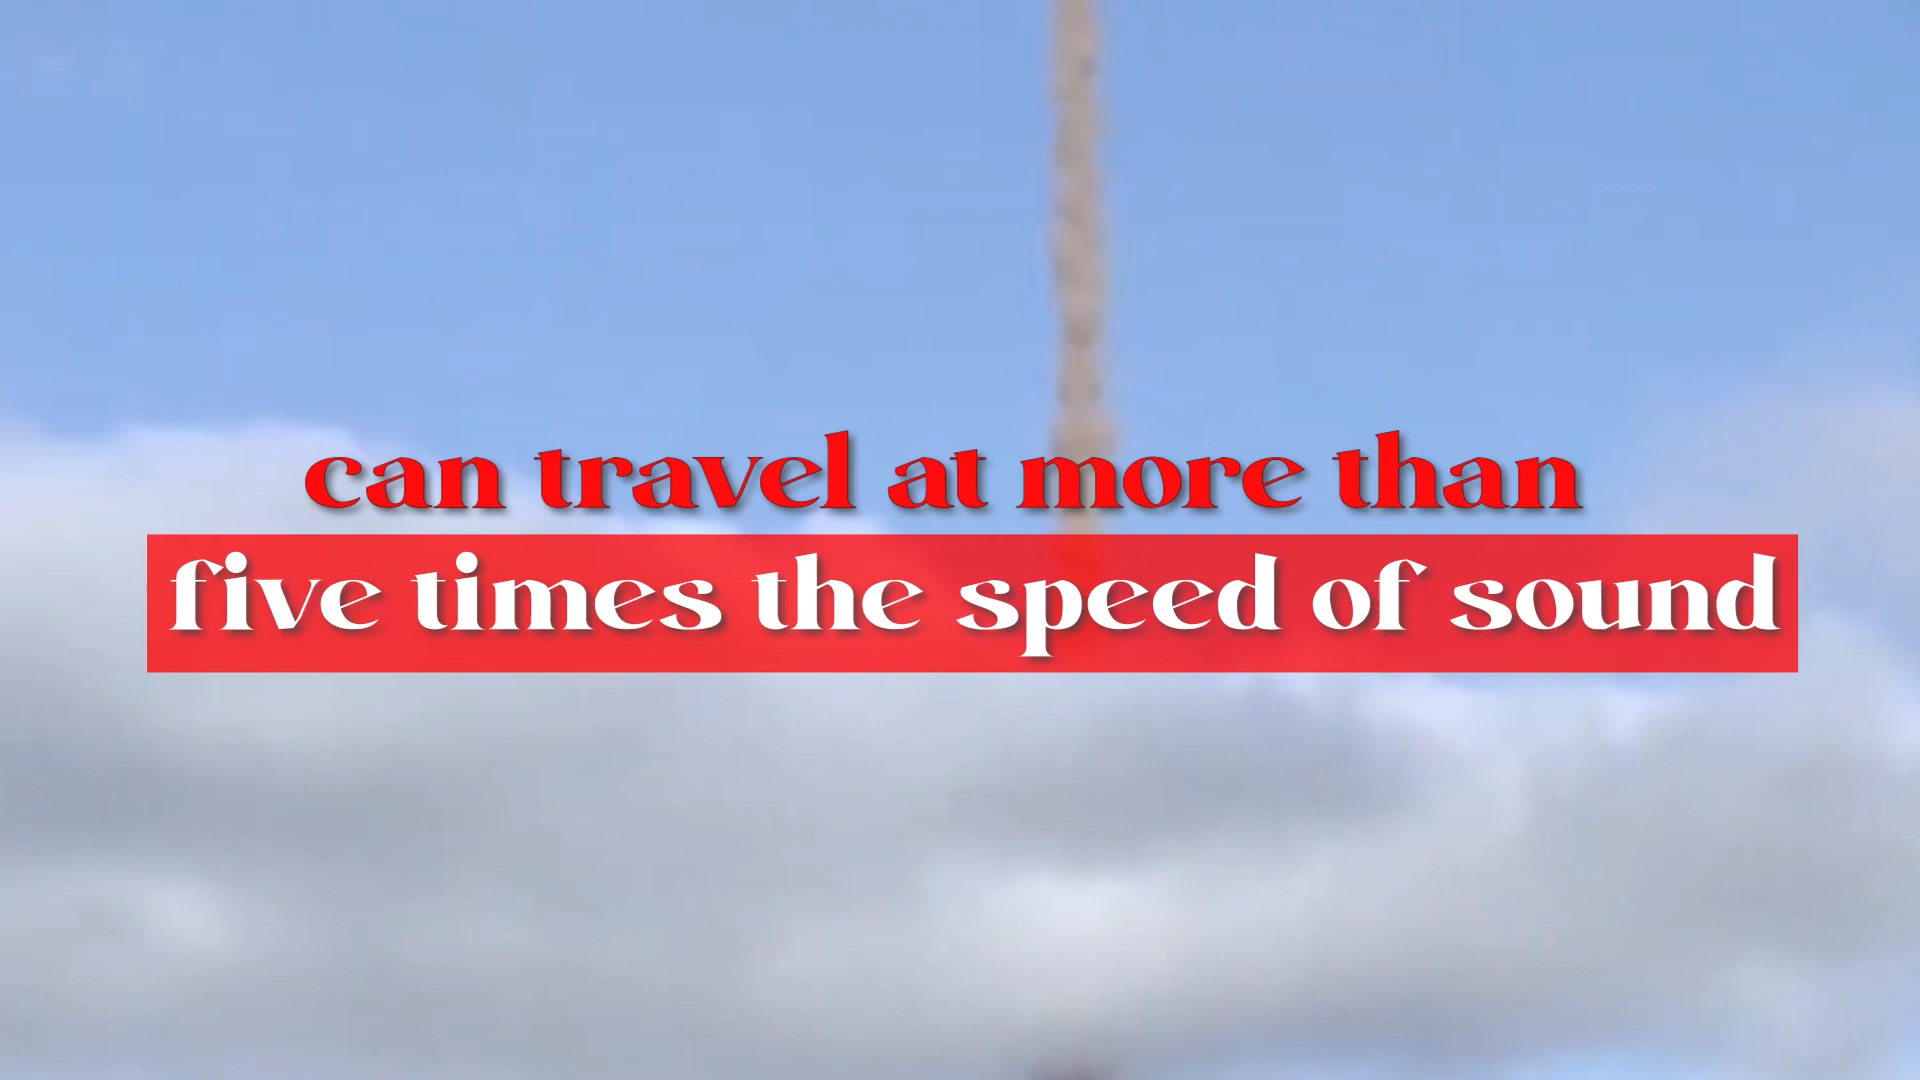 can travel at more than
five times the speed of sound